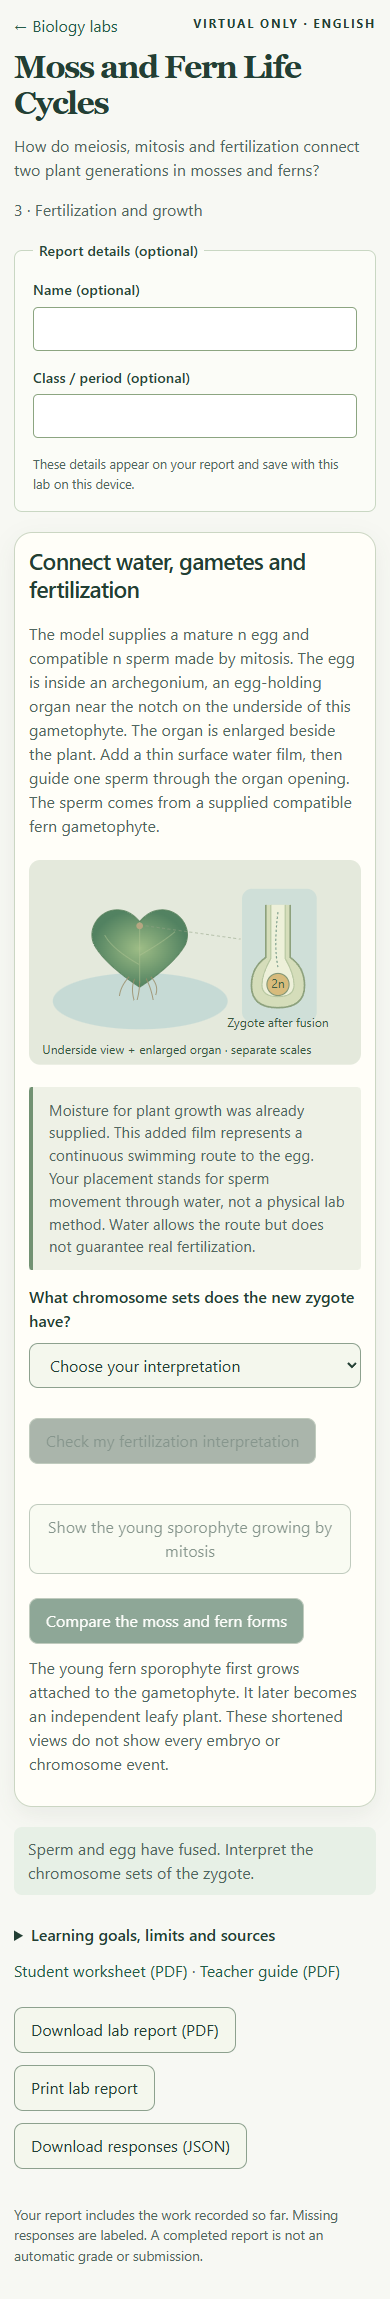 ← Biology labs
VIRTUAL ONLY · ENGLISH
Moss and Fern Life
Cycles
How do meiosis, mitosis and fertilization connect
two plant generations in mosses and ferns?
3 · Fertilization and growth
Report details (optional)
Name (optional)
Class / period (optional)
These details appear on your report and save with this
lab on this device.
Connect water, gametes and
fertilization
The model supplies a mature n egg and
compatible n sperm made by mitosis. The egg
is inside an archegonium, an egg-holding
organ near the notch on the underside of this
gametophyte. The organ is enlarged beside
the plant. Add a thin surface water film, then
guide one sperm through the organ opening.
The sperm comes from a supplied compatible
fern gametophyte.
2n
Zygote after fusion
Underside view + enlarged organ · separate scales
Moisture for plant growth was already
supplied. This added film represents a
continuous swimming route to the egg.
Your placement stands for sperm
movement through water, not a physical lab
method. Water allows the route but does
not guarantee real fertilization.
What chromosome sets does the new zygote
have?
Choose your interpretation
Check my fertilization interpretation
Show the young sporophyte growing by
mitosis
Compare the moss and fern forms
The young fern sporophyte first grows
attached to the gametophyte. It later becomes
an independent leafy plant. These shortened
views do not show every embryo or
chromosome event.
Sperm and egg have fused. Interpret the
chromosome sets of the zygote.
▶ Learning goals, limits and sources
Student worksheet (PDF) · Teacher guide (PDF)
Download lab report (PDF)
Print lab report
Download responses (JSON)
Your report includes the work recorded so far. Missing
responses are labeled. A completed report is not an
automatic grade or submission.